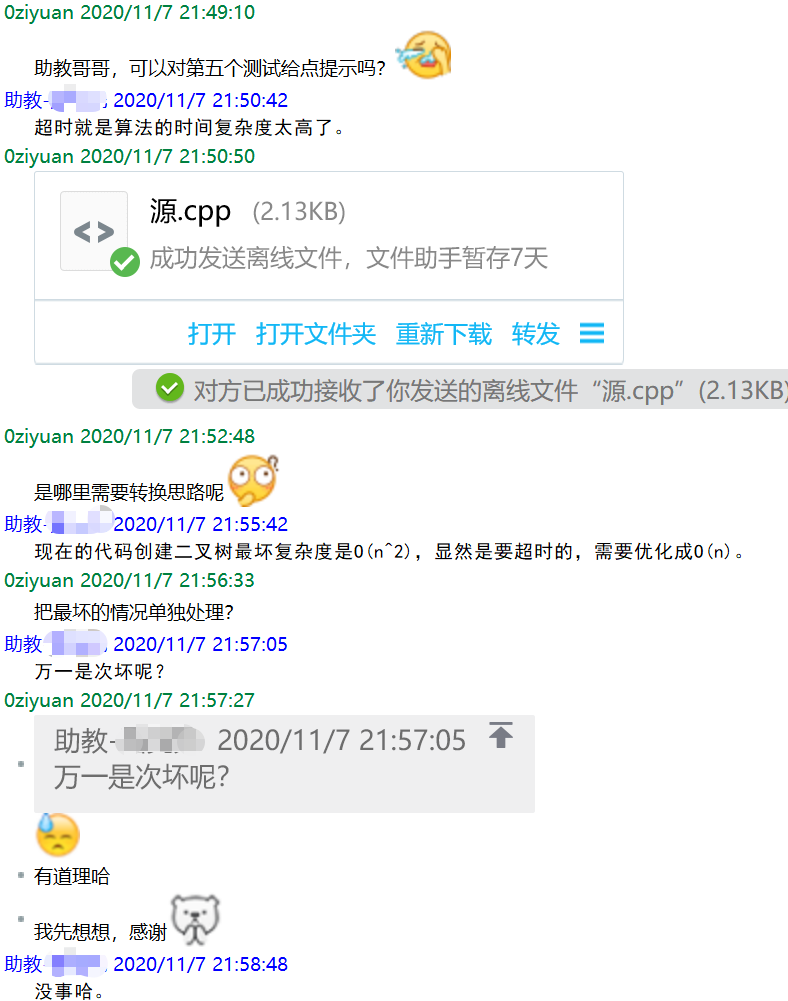 0ziyuan 2020/11/7 21:49:10
助教哥哥，可以对第五个测试给点提示吗？
助教- 2020/11/7 21:50:42
超时就是算法的时间复杂度太高了。
0ziyuan 2020/11/7 21:50:50
源.cpp (2.13KB)
成功发送离线文件，文件助手暂存7天
打开 打开文件夹 重新下载 转发
对方已成功接收了你发送的离线文件“源.cpp”(2.13KB)
0ziyuan 2020/11/7 21:52:48
是哪里需要转换思路呢
助教- 2020/11/7 21:55:42
现在的代码创建二叉树最坏复杂度是O(n^2)，显然是要超时的，需要优化成O(n)。
0ziyuan 2020/11/7 21:56:33
把最坏的情况单独处理？
助教 2020/11/7 21:57:05
万一是次坏呢？
0ziyuan 2020/11/7 21:57:27
助教- 2020/11/7 21:57:05
万一是次坏呢？
有道理哈
我先想想，感谢
助教- 2020/11/7 21:58:48
没事哈。